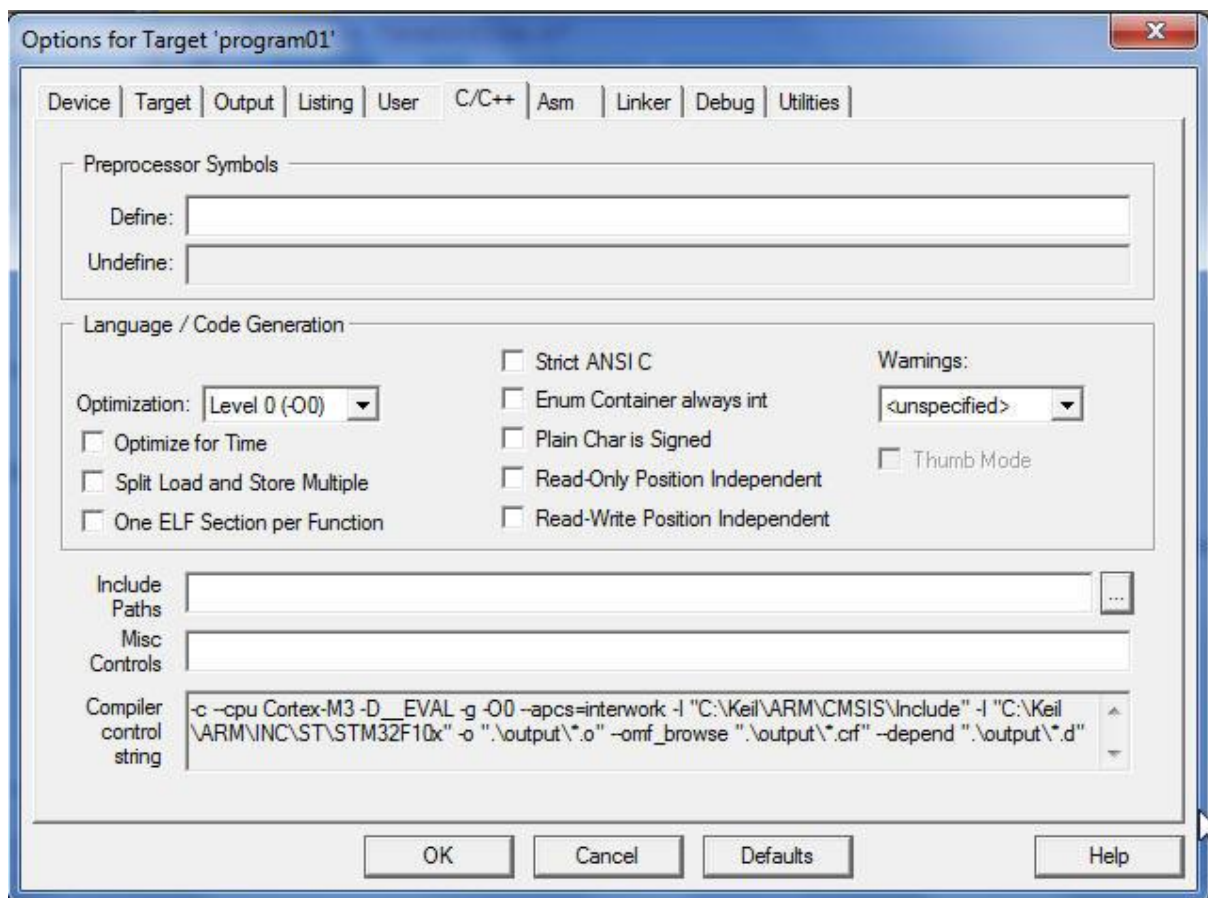 Options for Target 'program01'
Device Target Output Listing User C/C++ Asm Linker Debug Utilities
Preprocessor Symbols
Define:
Undefine:
Language / Code Generation
Optimization: Level 0 (-O0)
Optimize for Time
Split Load and Store Multiple
One ELF Section per Function
Strict ANSI C
Enum Container always int
Plain Char is Signed
Read-Only Position Independent
Read-Write Position Independent
Warnings:
<unspecified>
Thumb Mode
Include
Paths
...
Misc
Controls
Compiler
control
string
-c --cpu Cortex-M3 -D__EVAL -g -O0 --apcs=interwork -I "C:\Keil\ARM\CMSIS\Include" -I "C:\Keil
\ARM\INC\ST\STM32F10x" -o ".\output\*.o" --omf_browse ".\output\*.crf" --depend ".\output\*.d"
OK Cancel Defaults Help